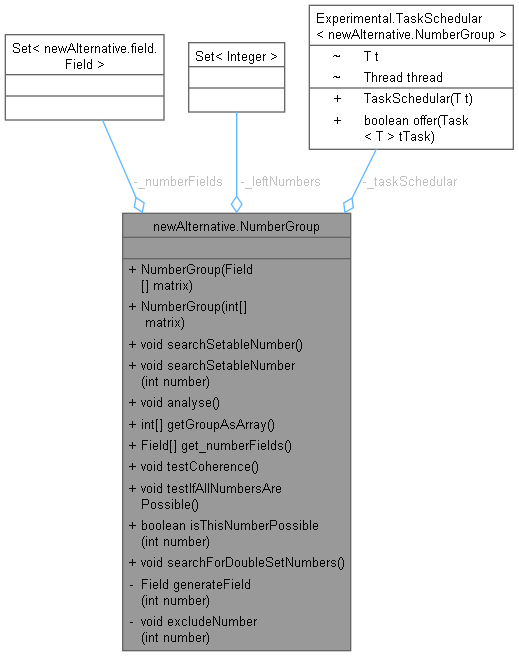 Set< newAlternative.field.
Field >
Set< Integer >
Experimental.TaskSchedular
< newAlternative.NumberGroup >
~ T t
~ Thread thread
+ TaskSchedular(T t)
+ boolean offer(Task
< T > tTask)
-_numberFields
-_leftNumbers
-_taskSchedular
newAlternative.NumberGroup
+ NumberGroup(Field
[] matrix)
+ NumberGroup(int[]
matrix)
+ void searchSetableNumber()
+ void searchSetableNumber
(int number)
+ void analyse()
+ int[] getGroupAsArray()
+ Field[] get_numberFields()
+ void testCoherence()
+ void testIfAllNumbersAre
Possible()
+ boolean isThisNumberPossible
(int number)
+ void searchForDoubleSetNumbers()
- Field generateField
(int number)
- void excludeNumber
(int number)